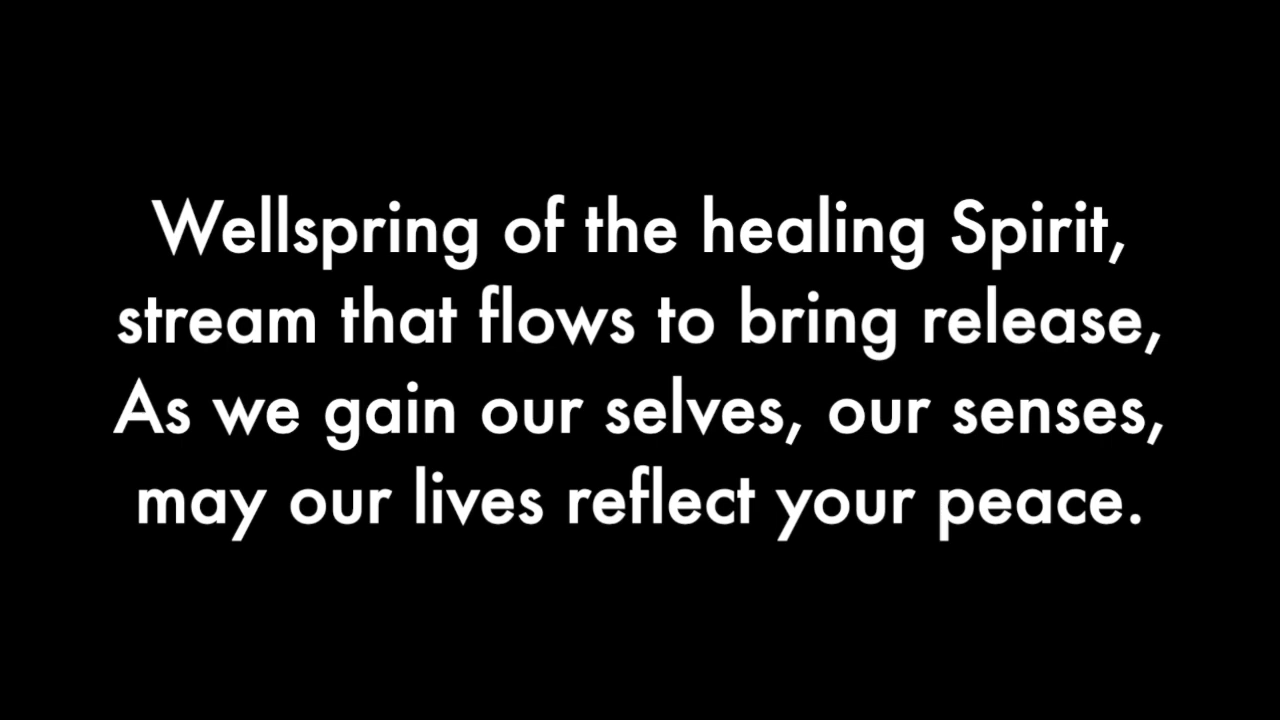 Wellspring of the healing Spirit,
stream that flows to bring release,
As we gain our selves, our senses,
may our lives reflect your peace.